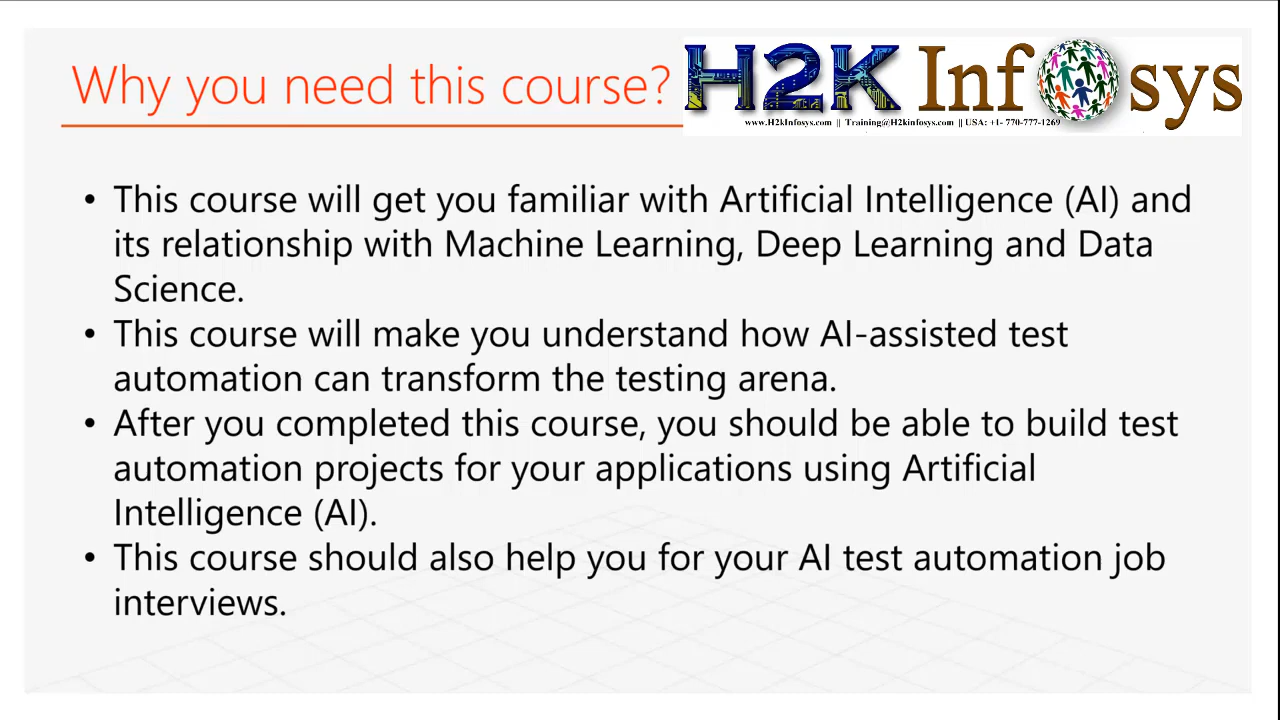 Why you need this course?
H2K Infosys
www.H2kInfosys.com || Training@H2kinfosys.com || USA: +1- 770-777-1269
• This course will get you familiar with Artificial Intelligence (AI) and
its relationship with Machine Learning, Deep Learning and Data
Science.
• This course will make you understand how AI-assisted test
automation can transform the testing arena.
• After you completed this course, you should be able to build test
automation projects for your applications using Artificial
Intelligence (AI).
• This course should also help you for your AI test automation job
interviews.